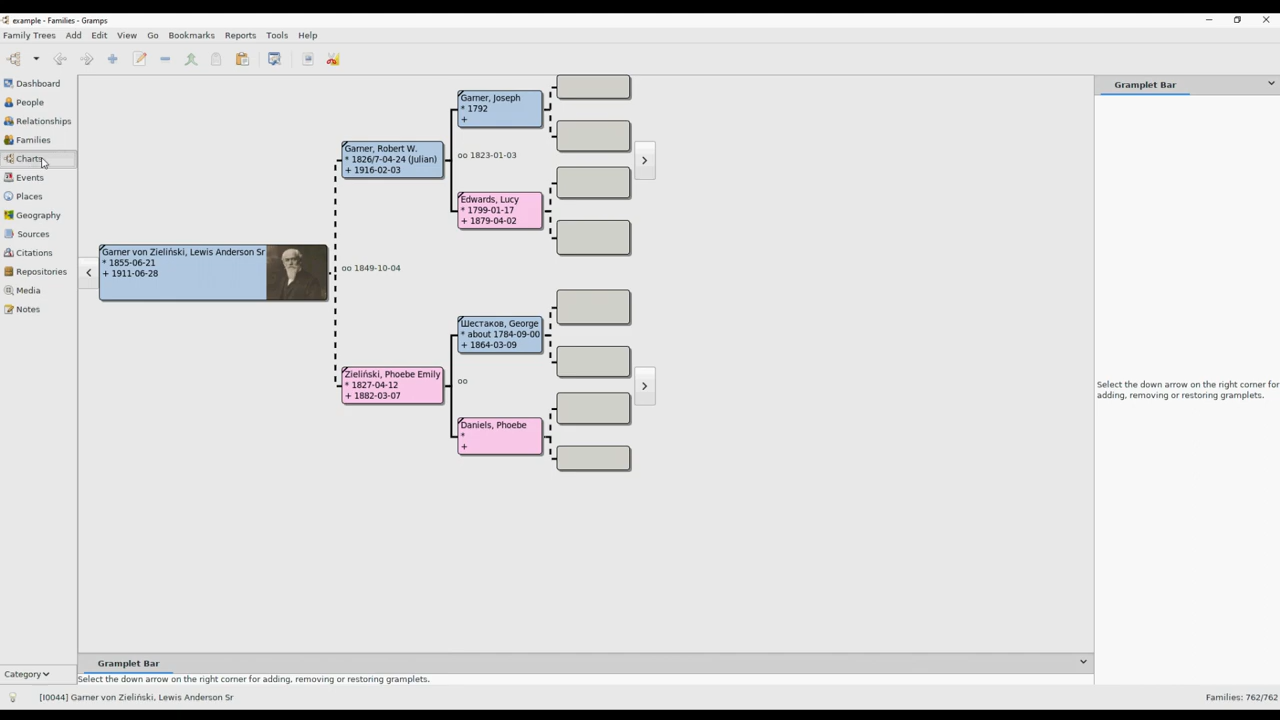 example - Families - Gramps
Family Trees Add Edit View Go Bookmarks Reports Tools Help
Dashboard
People
Relationships
Families
Charts
Events
Places
Geography
Sources
Citations
Repositories
Media
Notes
Category
Garner von Zieliński, Lewis Anderson Sr
* 1855-06-21
+ 1911-06-28
oo 1849-10-04
Garner, Robert W.
* 1826/7-04-24 (Julian)
+ 1916-02-03
Zieliński, Phoebe Emily
* 1827-04-12
+ 1882-03-07
Garner, Joseph
* 1792
+
oo 1823-01-03
Edwards, Lucy
* 1799-01-17
+ 1879-04-02
Шестаков, George
* about 1784-09-00
+ 1864-03-09
oo
Daniels, Phoebe
*
+
Gramplet Bar
Select the down arrow on the right corner for
adding, removing or restoring gramplets.
Gramplet Bar
Select the down arrow on the right corner for adding, removing or restoring gramplets.
[I0044] Garner von Zieliński, Lewis Anderson Sr
Families: 762/762